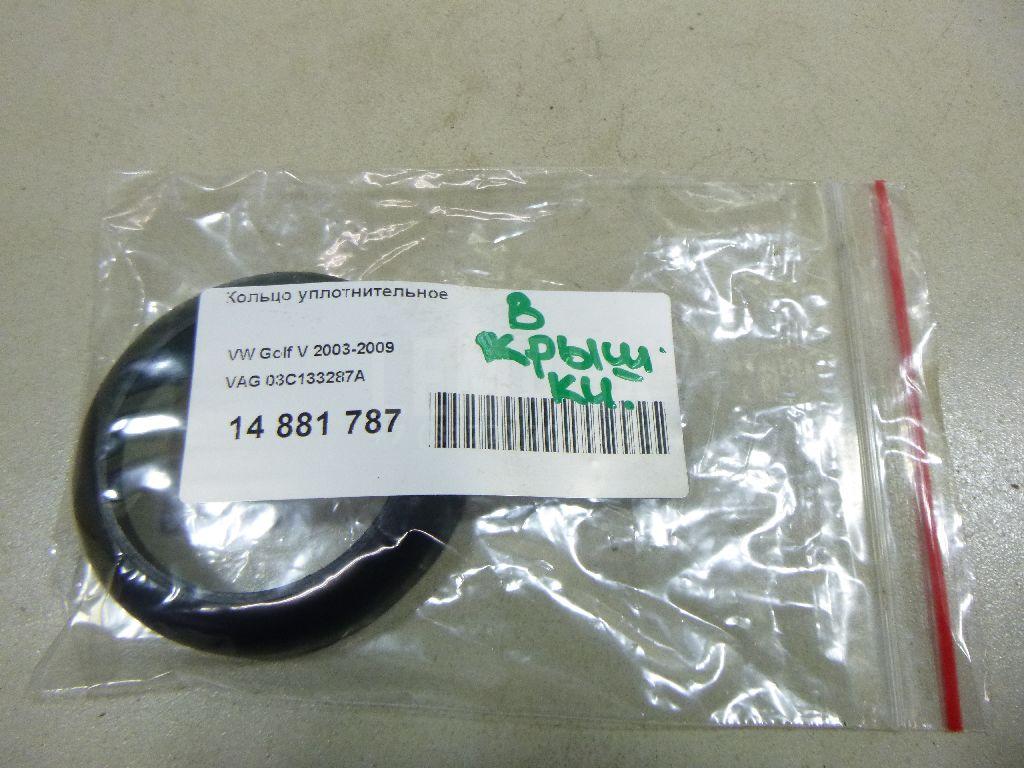 Кольцо уплотнительное
VW Golf V 2003-2009
VAG 03C133287A
14 881 787
В
крыш.
ки.